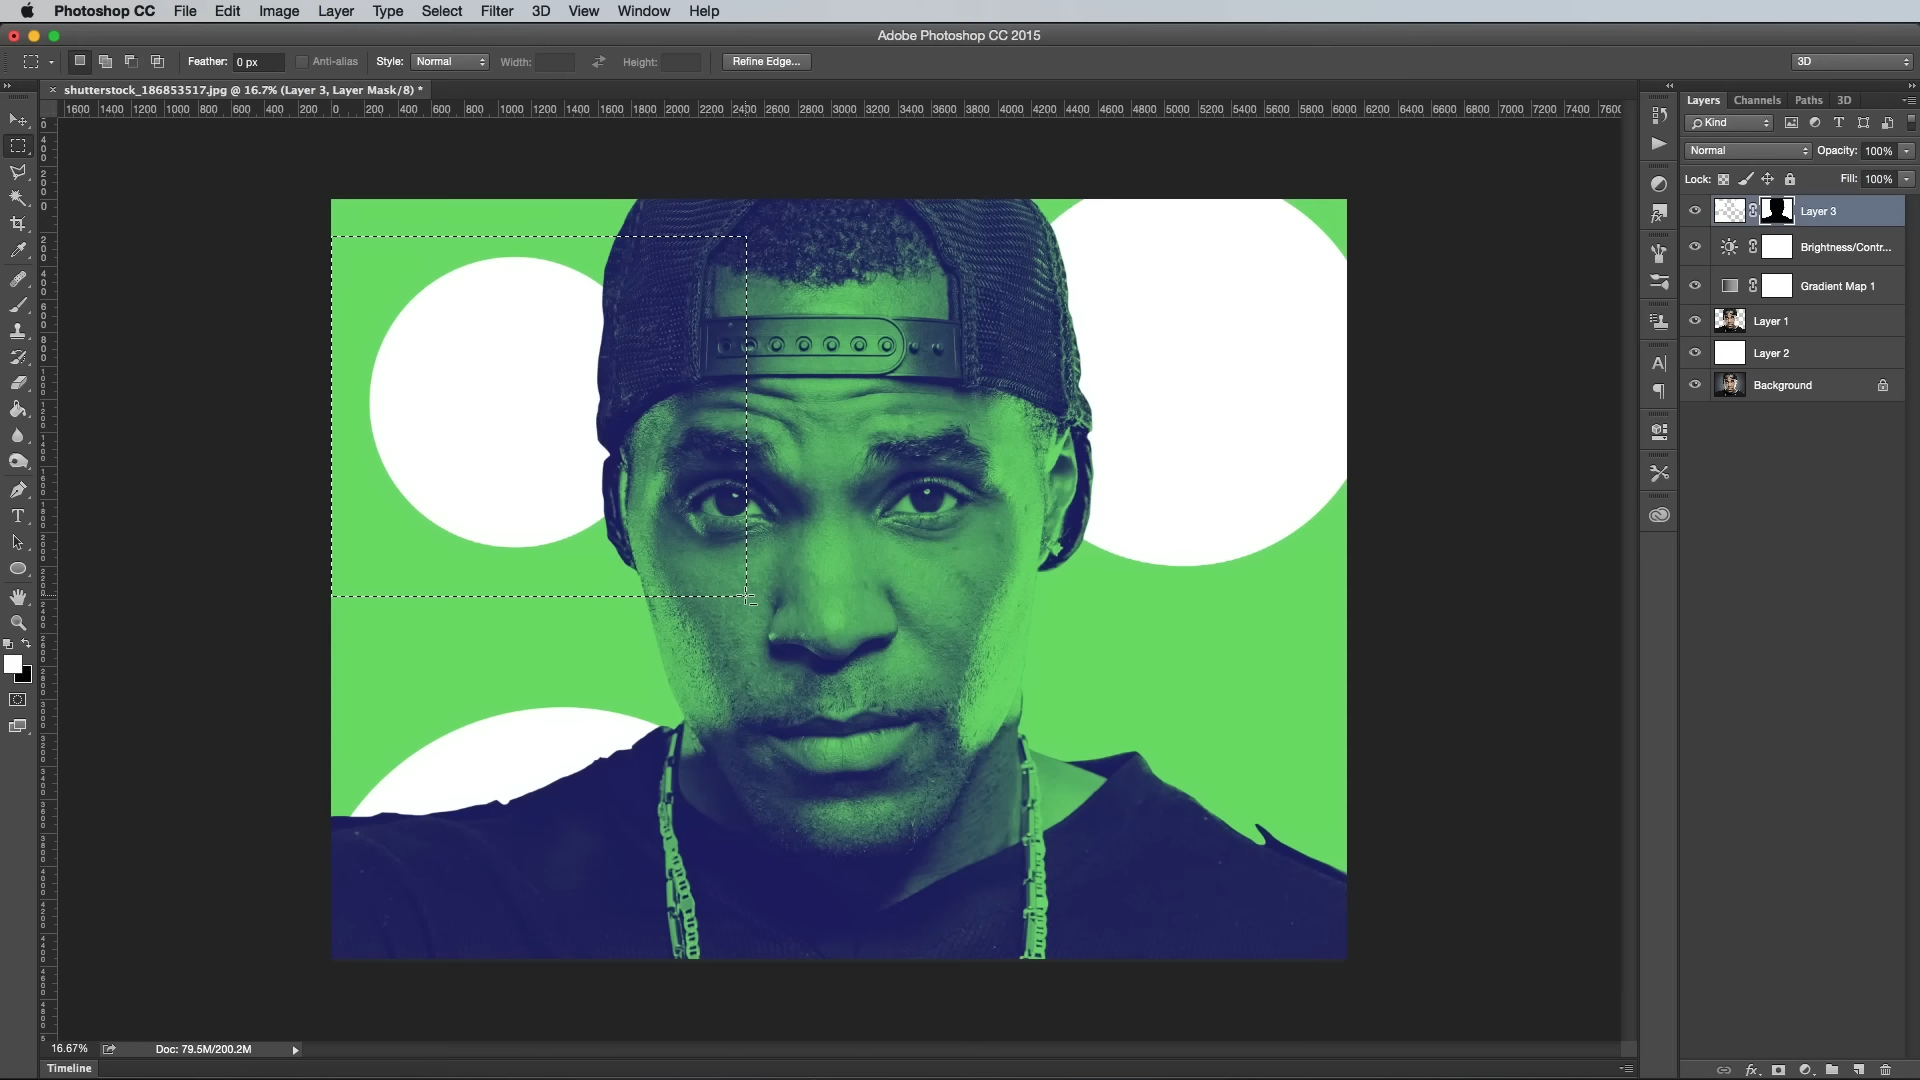 Photoshop CC File Edit Image Layer Type Select Filter 3D View Window Help
Adobe Photoshop CC 2015
Feather: 0 px Anti-alias Style: Normal Width: Height: Refine Edge... 3D
× shutterstock_186853517.jpg @ 16.7% (Layer 3, Layer Mask/8) *
1600 1400 1200 1000 800 600 400 200 0 200 400 600 800 1000 1200 1400 1600 1800 2000 2200 2400 2600 2800 3000 3200 3400 3600 3800 4000 4200 4400 4600 4800 5000 5200 5400 5600 5800 6000 6200 6400 6600 6800 7000 7200 7400 7600
Layers Channels Paths 3D
Kind
Normal Opacity: 100%
Lock: Fill: 100%
Layer 3
Brightness/Contr...
Gradient Map 1
Layer 1
Layer 2
Background
16.67% Doc: 79.5M/200.2M
Timeline